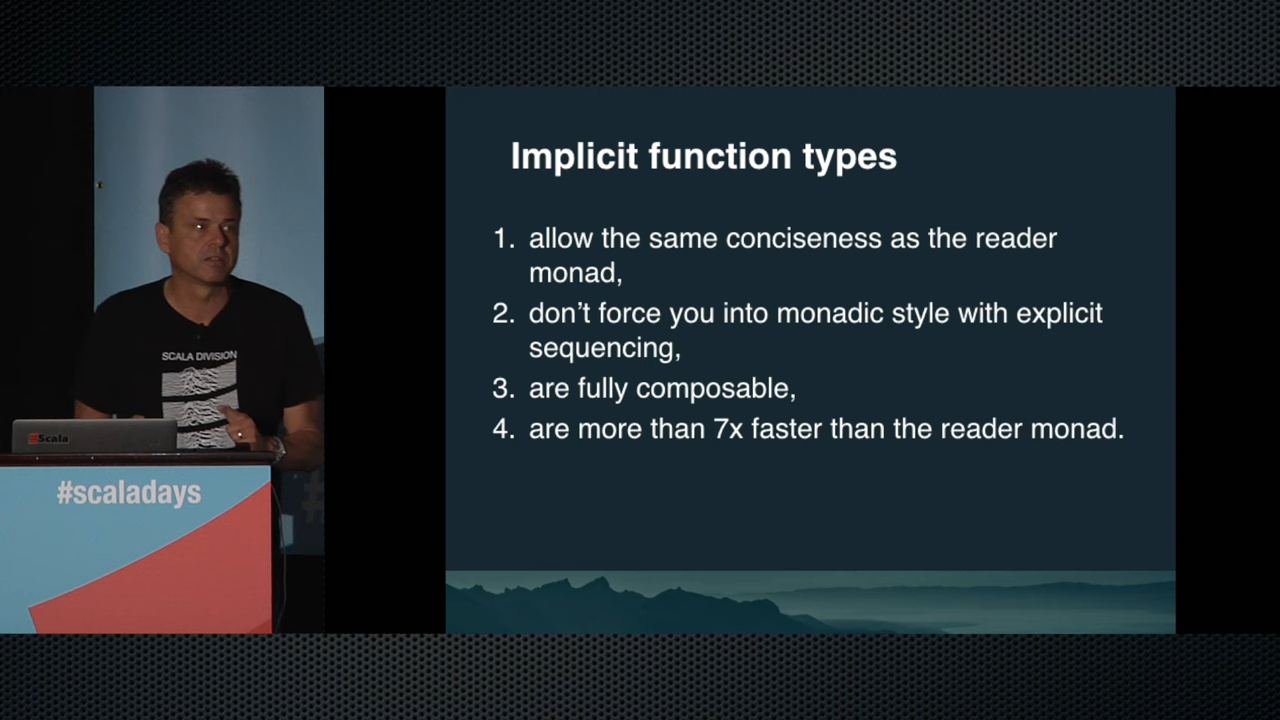 SCALA DIVISION
Scala
#scaladays
Implicit function types
1. allow the same conciseness as the reader
monad,
2. don’t force you into monadic style with explicit
sequencing,
3. are fully composable,
4. are more than 7x faster than the reader monad.